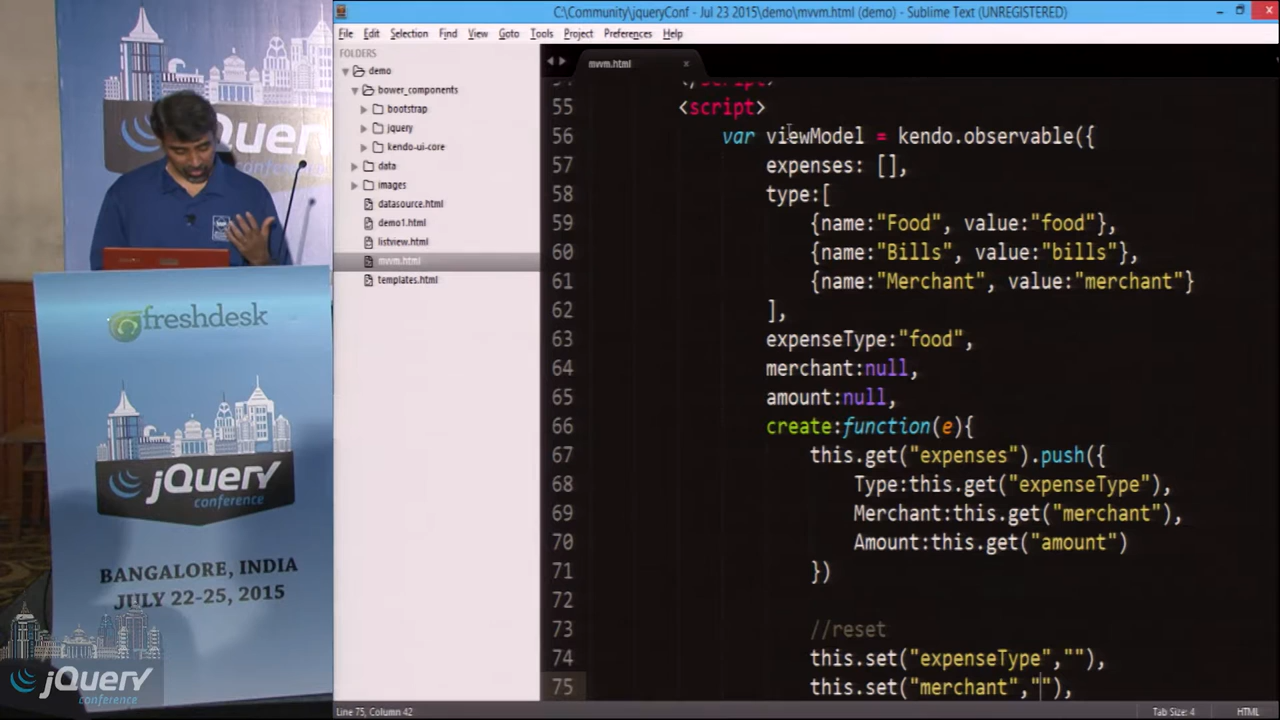 C:\Community\jqueryConf - Jul 23 2015\demo\mvvm.html (demo) - Sublime Text (UNREGISTERED)
File Edit Selection Find View Goto Tools Project Preferences Help
FOLDERS
demo
bower_components
bootstrap
jquery
kendo-ui-core
data
images
datasource.html
demo1.html
listview.html
mvvm.html
templates.html
mvvm.html
55 <script>
56 var viewModel = kendo.observable({
57 expenses: [],
58 type:[
59 {name:"Food", value:"food"},
60 {name:"Bills", value:"bills"},
61 {name:"Merchant", value:"merchant"}
62 ],
63 expenseType:"food",
64 merchant:null,
65 amount:null,
66 create:function(e){
67 this.get("expenses").push({
68 Type:this.get("expenseType"),
69 Merchant:this.get("merchant"),
70 Amount:this.get("amount")
71 })
72
73 //reset
74 this.set("expenseType",""),
75 this.set("merchant",""),
Line 75, Column 42
Tab Size: 4
HTML
freshdesk
jQuery
conference
BANGALORE, INDIA
JULY 22-25, 2015
jQuery